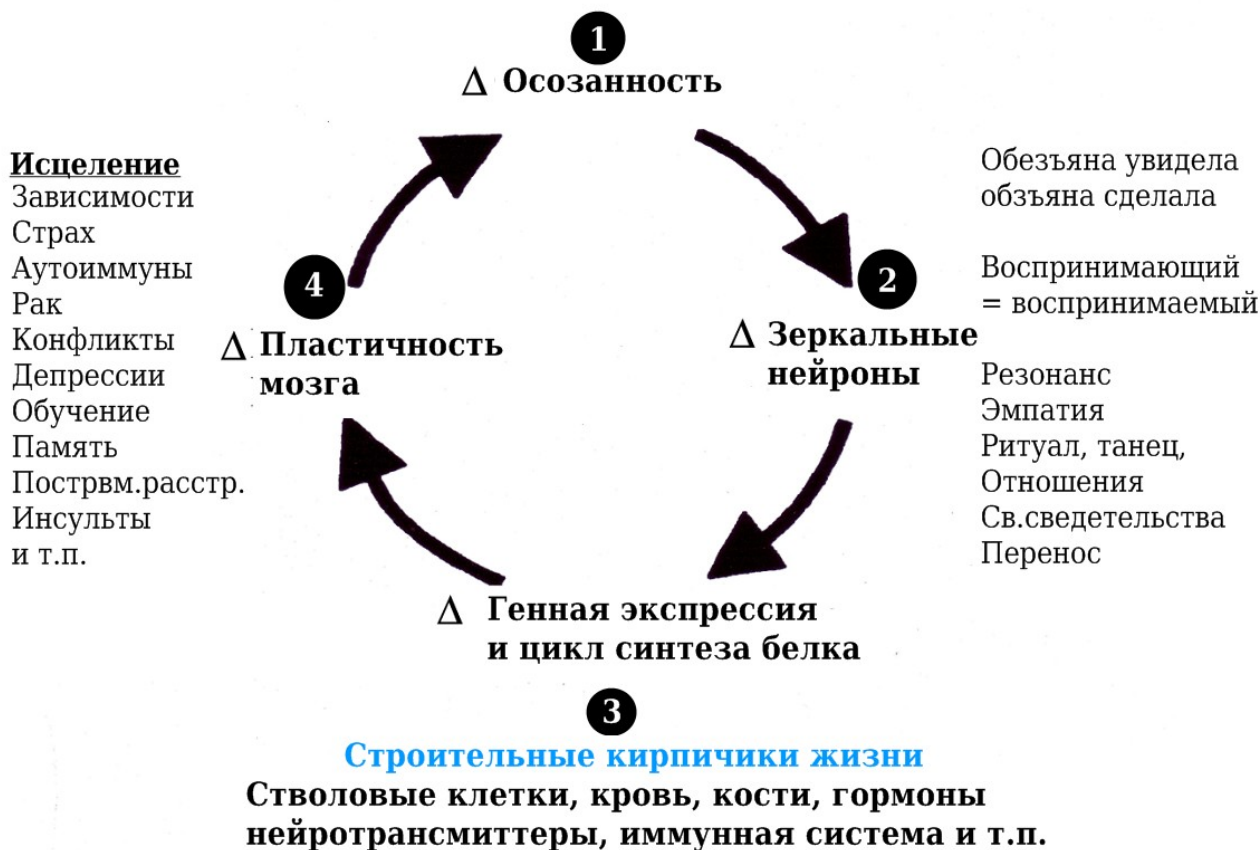 1
Δ Осозанность
Исцеление
Зависимости
Страх
Аутоиммуны
Рак
Конфликты
Депрессии
Обучение
Память
Пострвм.расстр.
Инсульты
и т.п.
Обезъяна увидела
обзъяна сделала
Воспринимающий
= воспринимаемый
Резонанс
Эмпатия
Ритуал, танец,
Отношения
Св.сведетельства
Перенос
2
Δ Зеркальные
нейроны
4
Δ Пластичность
мозга
Δ Генная экспрессия
и цикл синтеза белка
3
Строительные кирпичики жизни
Стволовые клетки, кровь, кости, гормоны
нейротрансмиттеры, иммунная система и т.п.